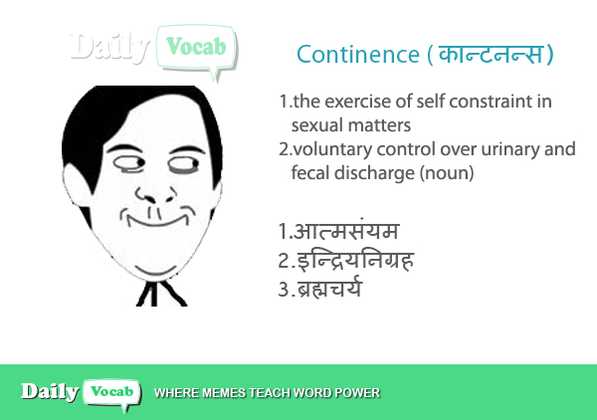 Daily Vocab
Continence ( कान्टनन्स)
1.the exercise of self constraint in
sexual matters
2.voluntary control over urinary and
fecal discharge (noun)
1.आत्मसंयम
2.इन्द्रियनिग्रह
3.ब्रह्मचर्य
Daily Vocab WHERE MEMES TEACH WORD POWER